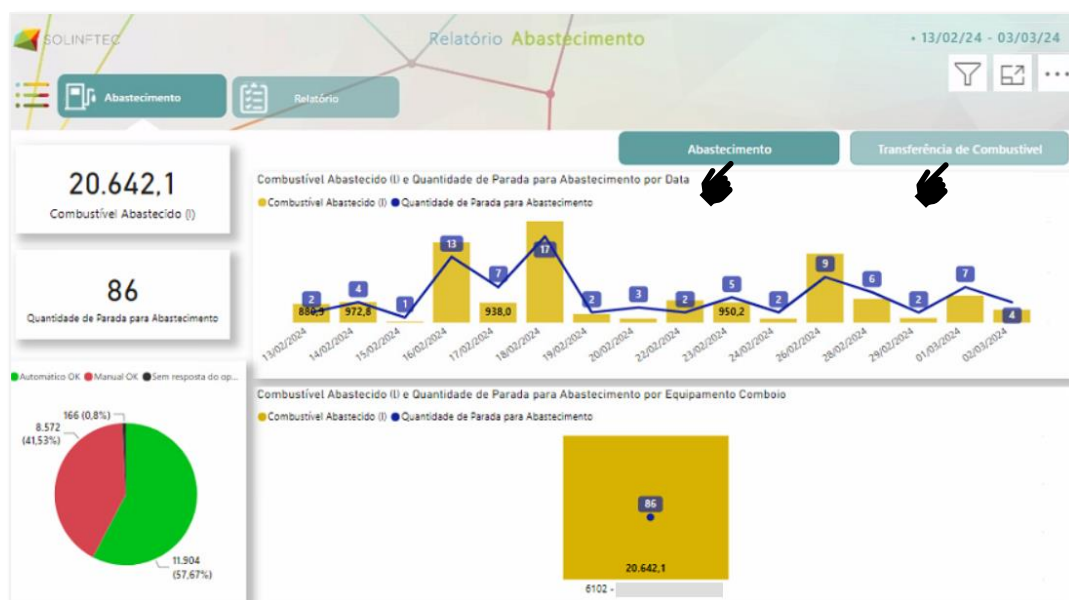 SOLINFTEC
Relatório Abastecimento
• 13/02/24 - 03/03/24
Abastecimento
Relatório
Abastecimento
Transferência de Combustível
20.642,1
Combustível Abastecido (l)
86
Quantidade de Parada para Abastecimento
Combustível Abastecido (l) e Quantidade de Parada para Abastecimento por Data
Combustível Abastecido (l) Quantidade de Parada para Abastecimento
2 4 1 13 7 17 2 3 2 5 2 9 6 2 7 4
972,8 938,0 950,2
13/02/2024 14/02/2024 15/02/2024 16/02/2024 17/02/2024 18/02/2024 19/02/2024 20/02/2024 22/02/2024 23/02/2024 24/02/2024 26/02/2024 28/02/2024 29/02/2024 01/03/2024 02/03/2024
Automático OK Manual OK Sem resposta do op...
166 (0,8%)
8.572
(41,53%)
11.904
(57,67%)
Combustível Abastecido (l) e Quantidade de Parada para Abastecimento por Equipamento Comboio
Combustível Abastecido (l) Quantidade de Parada para Abastecimento
86
20.642,1
6102 -